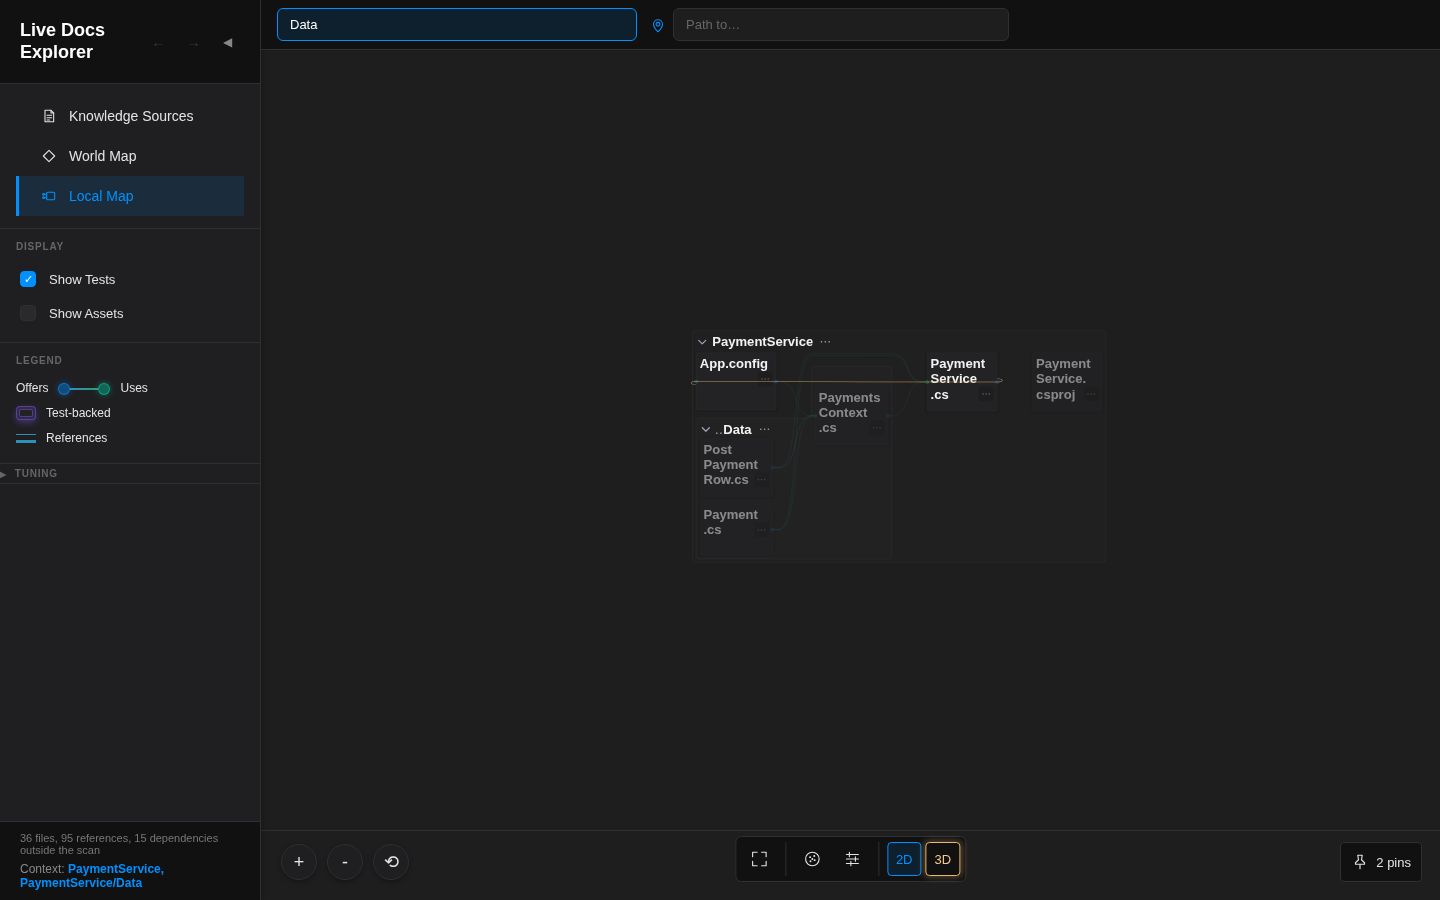 Live Docs
Explorer
Data
Path to…
Knowledge Sources
World Map
Local Map
DISPLAY
Show Tests
Show Assets
LEGEND
Offers
Uses
Test-backed
References
TUNING
PaymentService ...
App.config
...
Payments
Context
.cs ...
Payment
Service
.cs ...
Payment
Service.
csproj ...
..Data ...
Post
Payment
Row.cs ...
Payment
.cs ...
36 files, 95 references, 15 dependencies
outside the scan
Context: PaymentService,
PaymentService/Data
+
-
2D
3D
2 pins